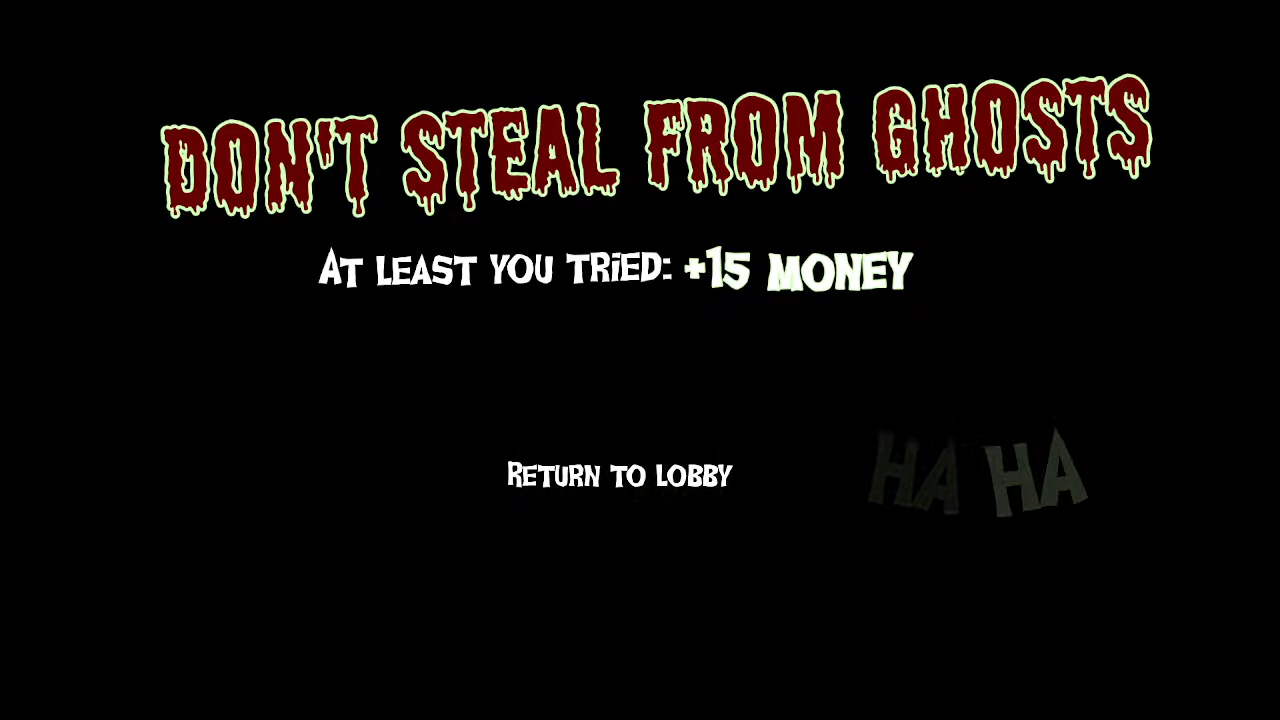 DON'T STEAL FROM GHOSTS
AT LEAST YOU TRIED: +15 MONEY
RETURN TO LOBBY
HA HA